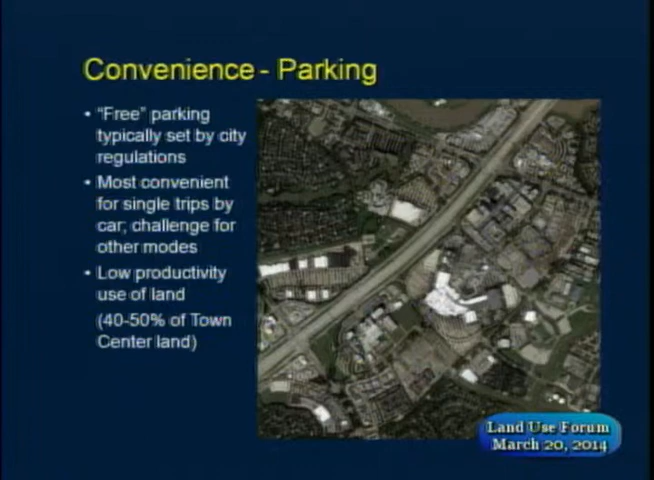 Convenience - Parking
• "Free" parking
typically set by city
regulations
• Most convenient
for single trips by
car; challenge for
other modes
• Low productivity
use of land
(40-50% of Town
Center land)
Land Use Forum
March 20, 2014